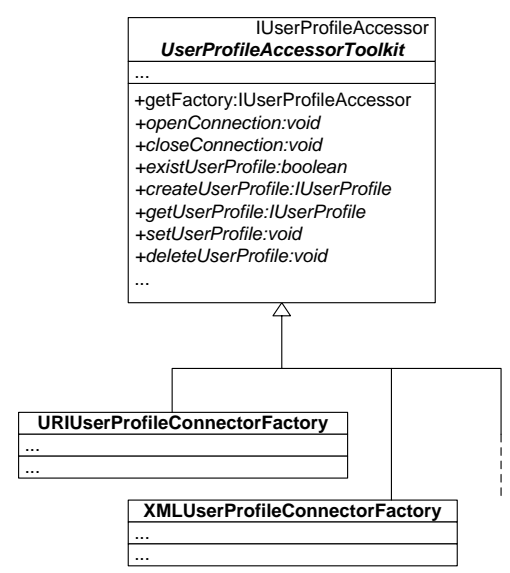 IUserProfileAccessor
UserProfileAccessorToolkit
...
+getFactory:IUserProfileAccessor
+openConnection:void
+closeConnection:void
+existUserProfile:boolean
+createUserProfile:IUserProfile
+getUserProfile:IUserProfile
+setUserProfile:void
+deleteUserProfile:void
...
URIUserProfileConnectorFactory
...
...
XMLUserProfileConnectorFactory
...
...